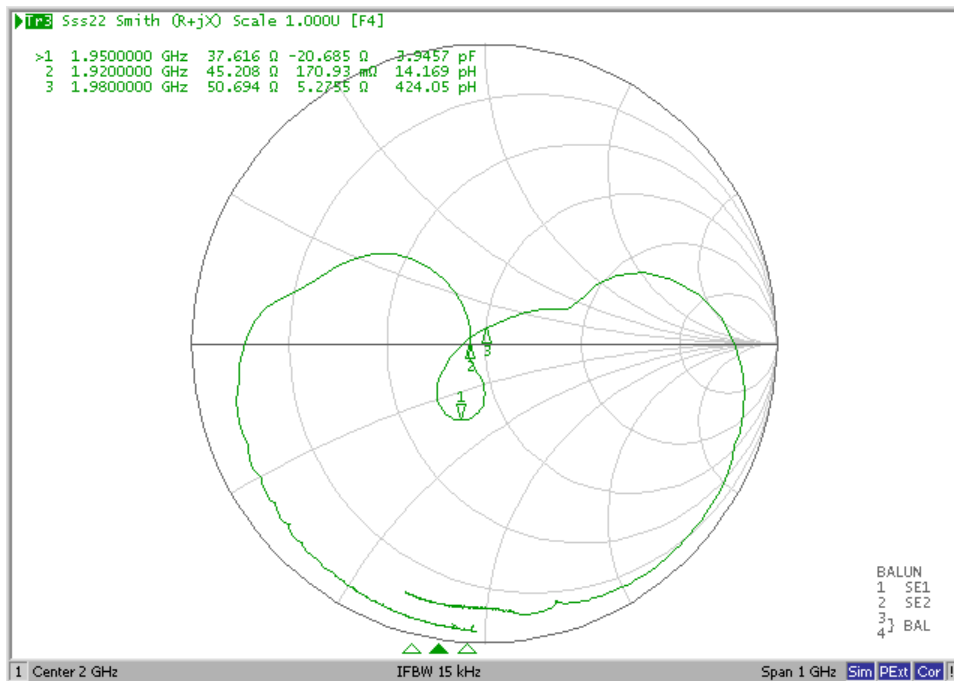 Tr3 Sss22 Smith (R+jX) Scale 1.000U [F4]
>1 1.9500000 GHz 37.616 Ω -20.685 Ω 3.9457 pF
2 1.9200000 GHz 45.208 Ω 170.93 mΩ 14.169 pH
3 1.9800000 GHz 50.694 Ω 5.2755 Ω 424.05 pH
1
2
3
BALUN
1 SE1
2 SE2
3
4} BAL
1 Center 2 GHz IFBW 15 kHz Span 1 GHz Sim PExt Cor !